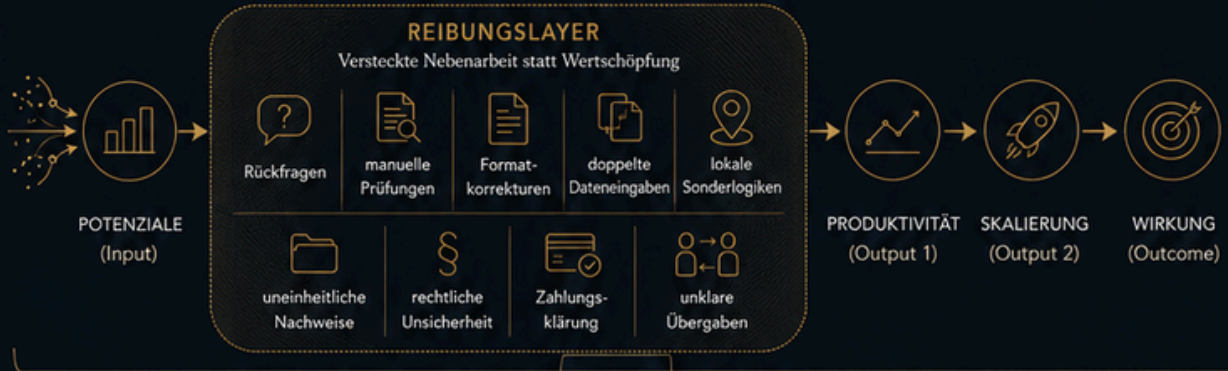 REIBUNGSLAYER
Versteckte Nebenarbeit statt Wertschöpfung
?
Rückfragen
manuelle
Prüfungen
Format-
korrekturen
doppelte
Dateneingaben
lokale
Sonderlogiken
§
uneinheitliche
Nachweise
rechtliche
Unsicherheit
Zahlungs-
klärung
unklare
Übergaben
POTENZIALE
(Input)
PRODUKTIVITÄT
(Output 1)
SKALIERUNG
(Output 2)
WIRKUNG
(Outcome)